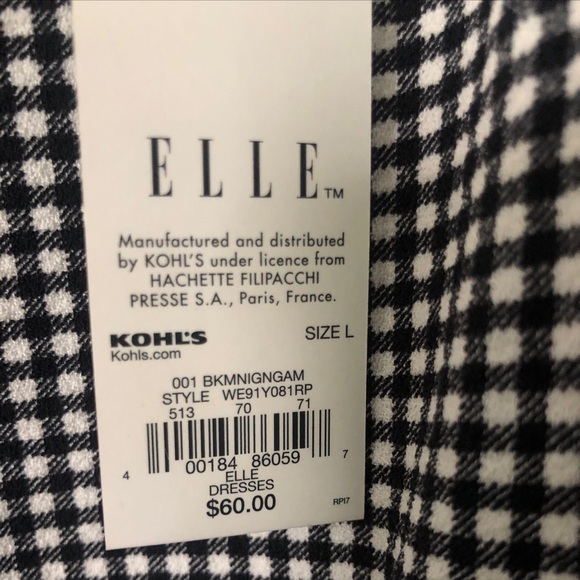 ELLE™
Manufactured and distributed
by KOHL'S under licence from
HACHETTE FILIPACCHI
PRESSE S.A., Paris, France.
KOHL'S SIZE L
Kohls.com
001 BKMNIGNGAM
STYLE WE91Y081RP
513 70 71
4 00184 86059 7
ELLE
DRESSES
$60.00
RPI7